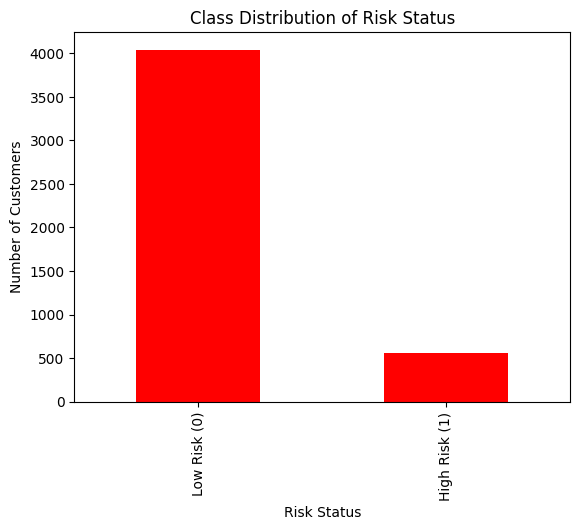 Class Distribution of Risk Status
Number of Customers
4000
3500
3000
2500
2000
1500
1000
500
0
Low Risk (0)
High Risk (1)
Risk Status